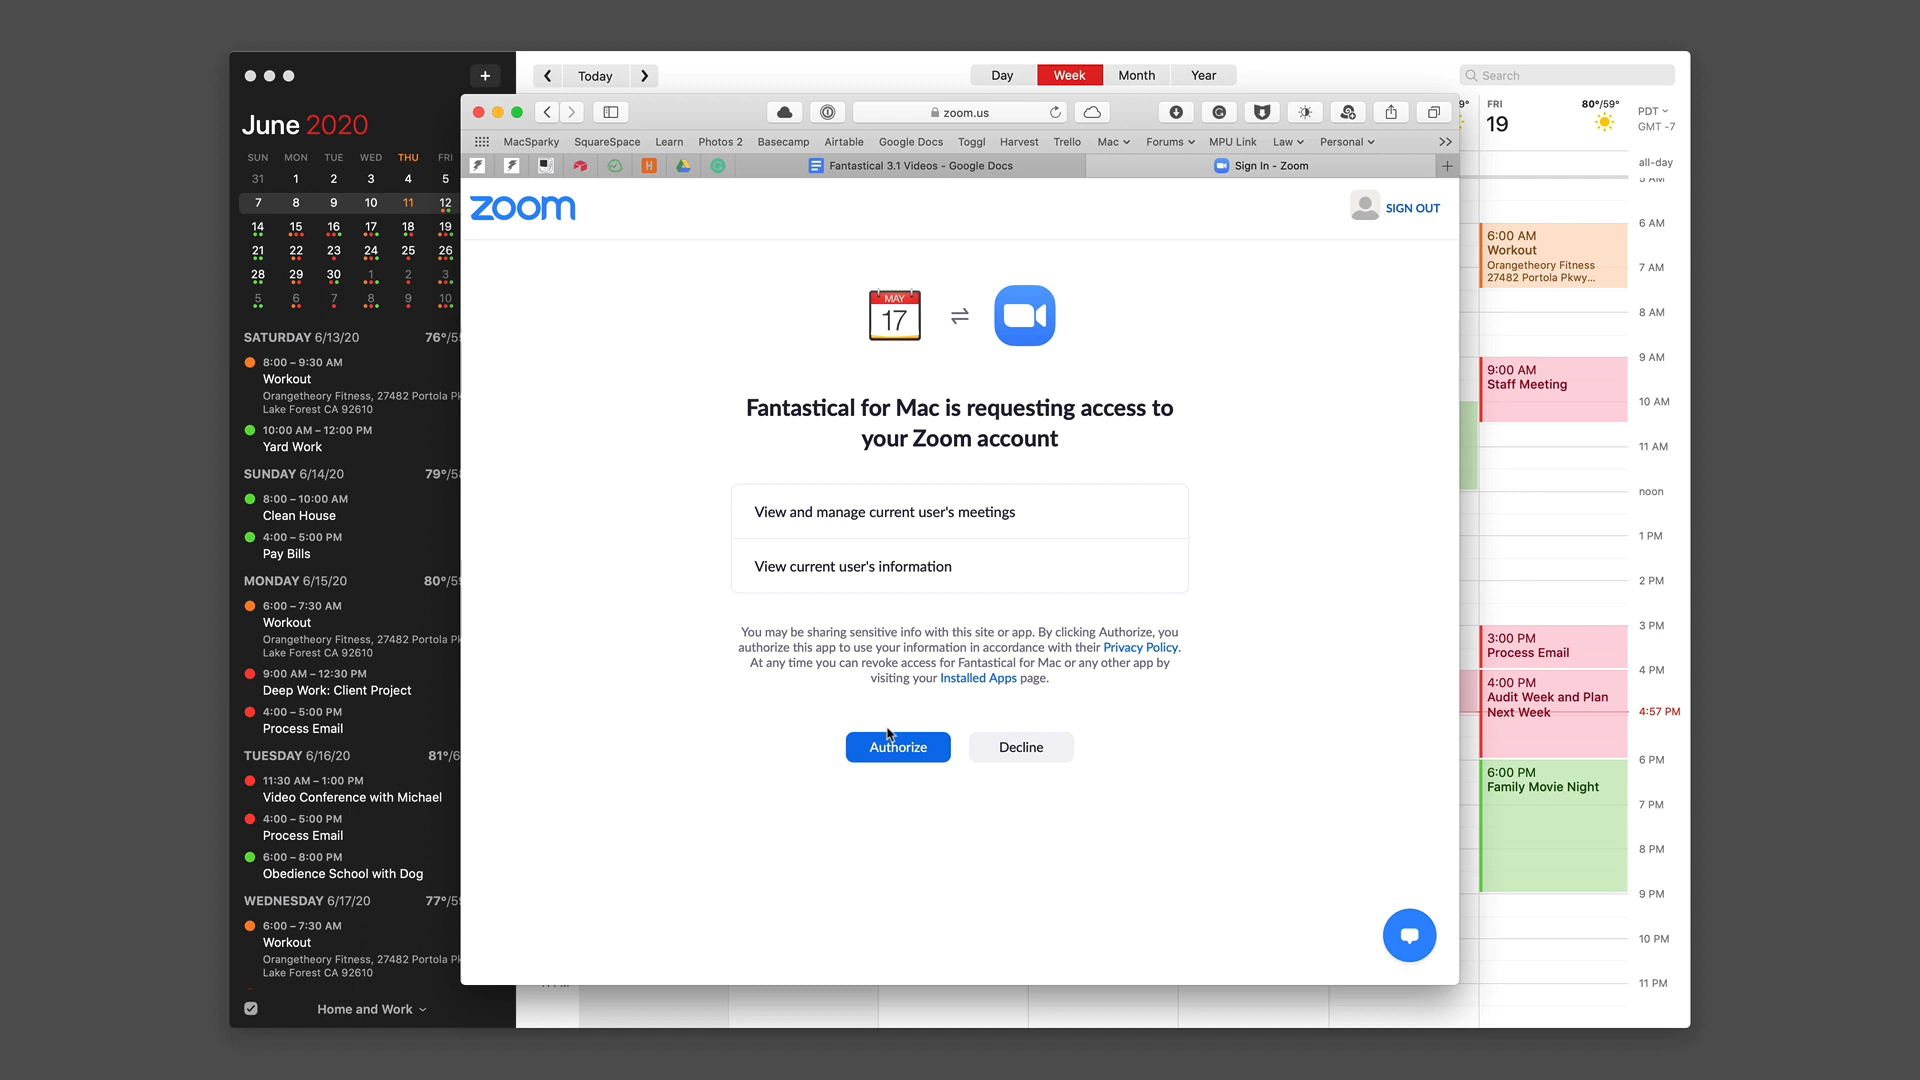 +
Today
Day
Week
Month
Year
Search
June 2020
SUN MON TUE WED THU FRI
31 1 2 3 4 5
7 8 9 10 11 12
14 15 16 17 18 19
21 22 23 24 25 26
28 29 30 1 2 3
5 6 7 8 9 10
SATURDAY 6/13/20 76°/5
8:00 – 9:30 AM
Workout
Orangetheory Fitness, 27482 Portola
Lake Forest CA 92610
10:00 AM – 12:00 PM
Yard Work
SUNDAY 6/14/20 79°/5
8:00 – 10:00 AM
Clean House
4:00 – 5:00 PM
Pay Bills
MONDAY 6/15/20 80°/5
6:00 – 7:30 AM
Workout
Orangetheory Fitness, 27482 Portola
Lake Forest CA 92610
9:00 AM – 12:30 PM
Deep Work: Client Project
4:00 – 5:00 PM
Process Email
TUESDAY 6/16/20 81°/6
11:30 AM – 1:00 PM
Video Conference with Michael
4:00 – 5:00 PM
Process Email
6:00 – 8:00 PM
Obedience School with Dog
WEDNESDAY 6/17/20 77°/5
6:00 – 7:30 AM
Workout
Orangetheory Fitness, 27482 Portola
Lake Forest CA 92610
Home and Work
zoom.us
MacSparky SquareSpace Learn Photos 2 Basecamp Airtable Google Docs Toggl Harvest Trello Mac Forums MPU Link Law Personal
Fantastical 3.1 Videos - Google Docs
Sign In - Zoom
zoom
SIGN OUT
MAY
17
Fantastical for Mac is requesting access to
your Zoom account
View and manage current user's meetings
View current user's information
You may be sharing sensitive info with this site or app. By clicking Authorize, you
authorize this app to use your information in accordance with their Privacy Policy.
At any time you can revoke access for Fantastical for Mac or any other app by
visiting your Installed Apps page.
Authorize
Decline
FRI
19
80°/59°
PDT
GMT -7
all-day
5 AM
6 AM
7 AM
8 AM
9 AM
10 AM
11 AM
noon
1 PM
2 PM
3 PM
4 PM
4:57 PM
6 PM
7 PM
8 PM
9 PM
10 PM
11 PM
6:00 AM
Workout
Orangetheory Fitness
27482 Portola Pkwy...
9:00 AM
Staff Meeting
3:00 PM
Process Email
4:00 PM
Audit Week and Plan
Next Week
6:00 PM
Family Movie Night